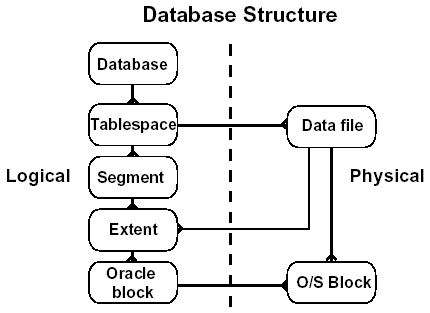 Database Structure
Database
Tablespace
Data file
Logical
Segment
Physical
Extent
Oracle
block
O/S Block